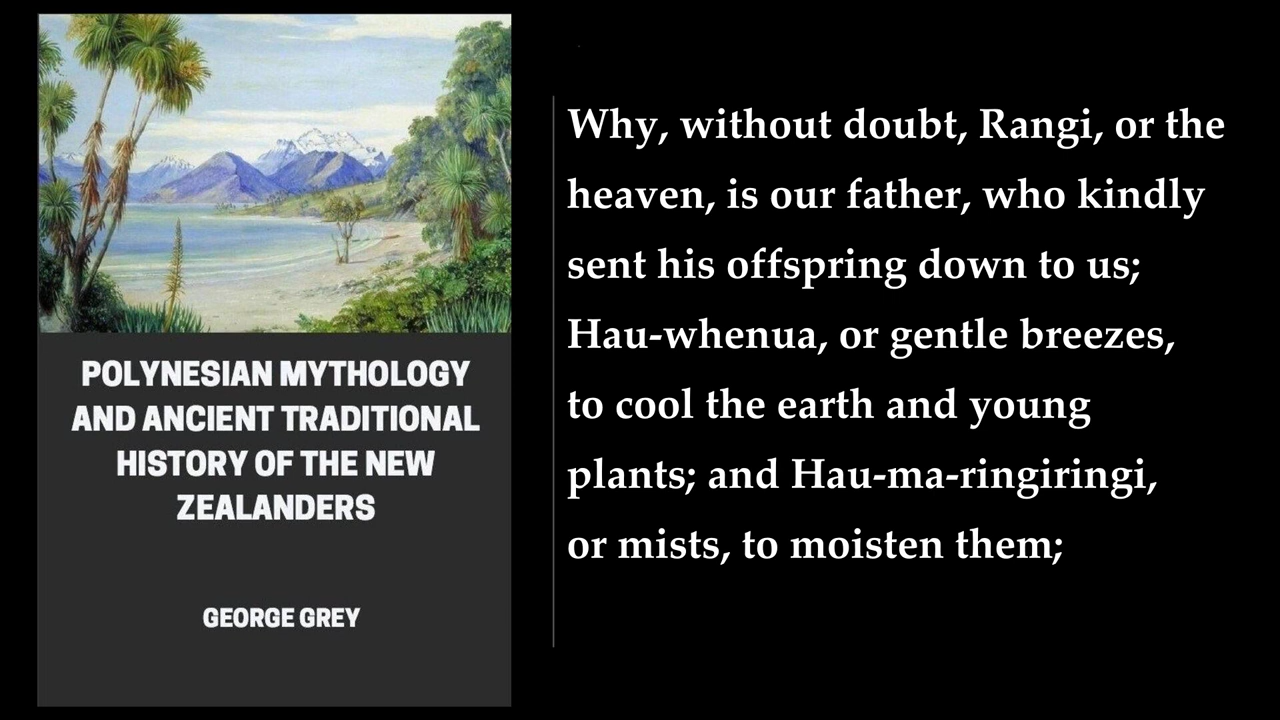 POLYNESIAN MYTHOLOGY
AND ANCIENT TRADITIONAL
HISTORY OF THE NEW
ZEALANDERS
GEORGE GREY
Why, without doubt, Rangi, or the
heaven, is our father, who kindly
sent his offspring down to us;
Hau-whenua, or gentle breezes,
to cool the earth and young
plants; and Hau-ma-ringiringi,
or mists, to moisten them;